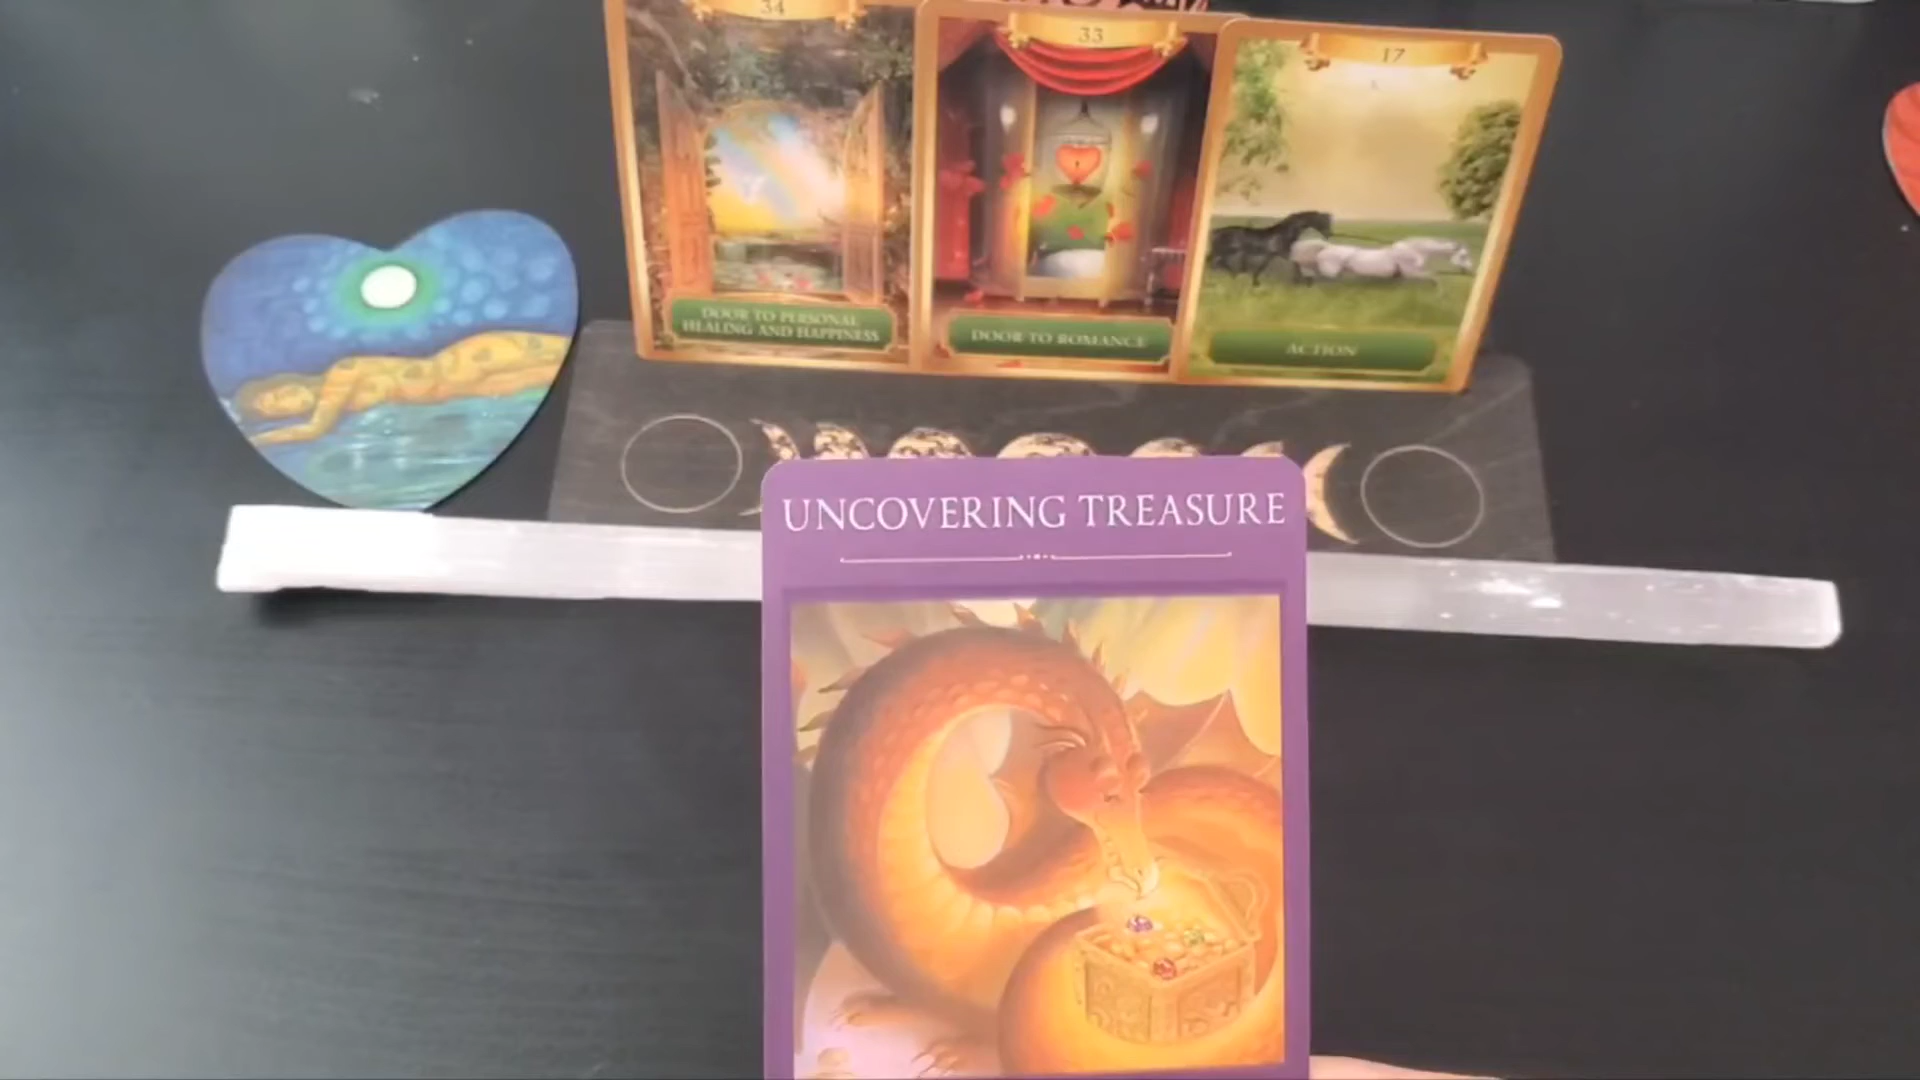 34
33
17
DOOR TO PERSONAL
HEALING AND HAPPINESS
DOOR TO ROMANCE
ACTION
UNCOVERING TREASURE